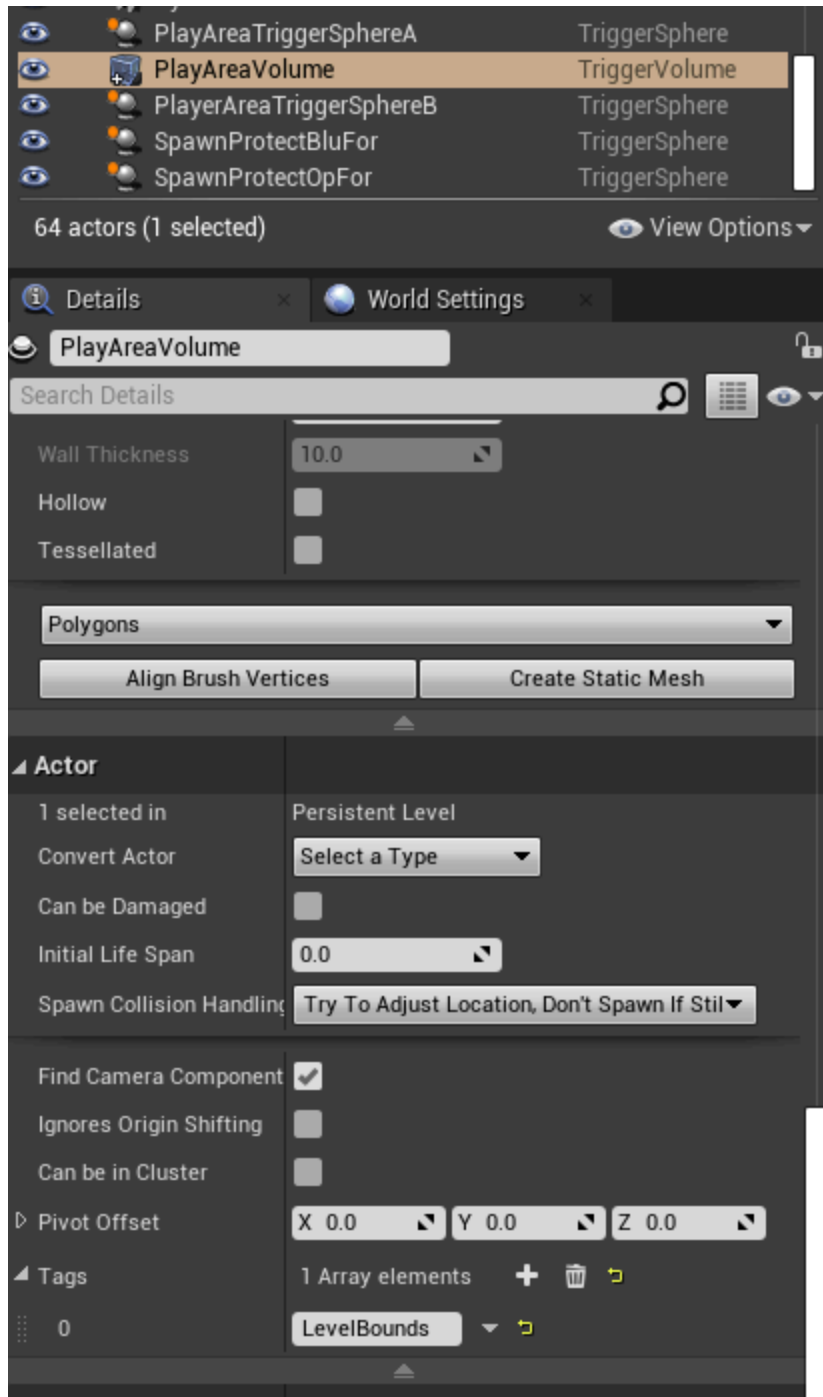 PlayAreaTriggerSphereA TriggerSphere
PlayAreaVolume TriggerVolume
PlayerAreaTriggerSphereB TriggerSphere
SpawnProtectBluFor TriggerSphere
SpawnProtectOpFor TriggerSphere
64 actors (1 selected) View Options
Details World Settings
PlayAreaVolume
Search Details
Wall Thickness 10.0
Hollow
Tessellated
Polygons
Align Brush Vertices Create Static Mesh
Actor
1 selected in Persistent Level
Convert Actor Select a Type
Can be Damaged
Initial Life Span 0.0
Spawn Collision Handling Try To Adjust Location, Don't Spawn If Stil
Find Camera Component
Ignores Origin Shifting
Can be in Cluster
Pivot Offset X 0.0 Y 0.0 Z 0.0
Tags 1 Array elements
0 LevelBounds